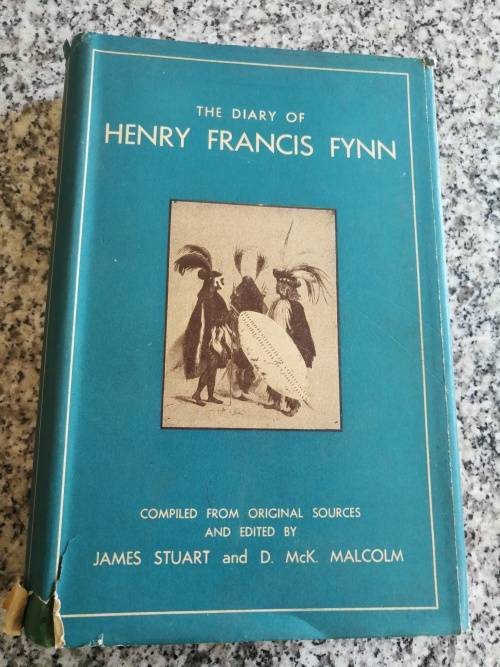 THE DIARY OF
HENRY FRANCIS FYNN
COMPILED FROM ORIGINAL SOURCES
AND EDITED BY
JAMES STUART and D. McK. MALCOLM